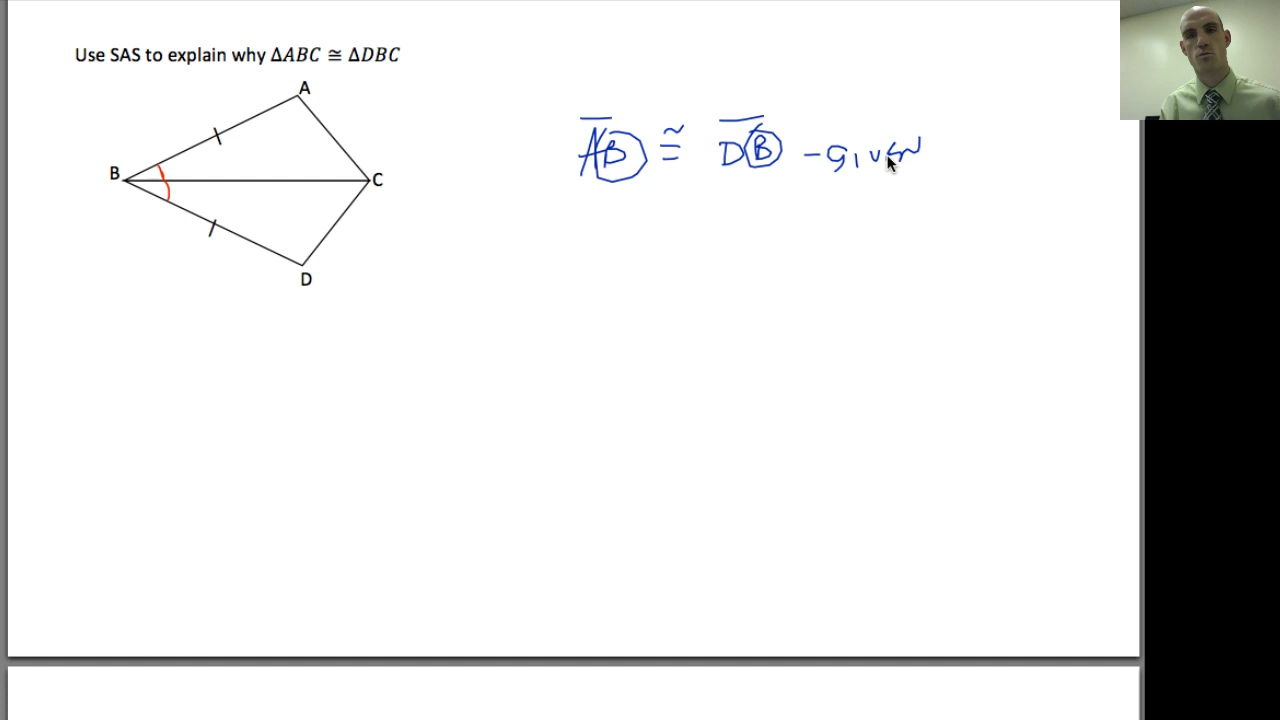 Use SAS to explain why ΔABC ≅ ΔDBC
A
B
C
D
AB ≅ DB - given